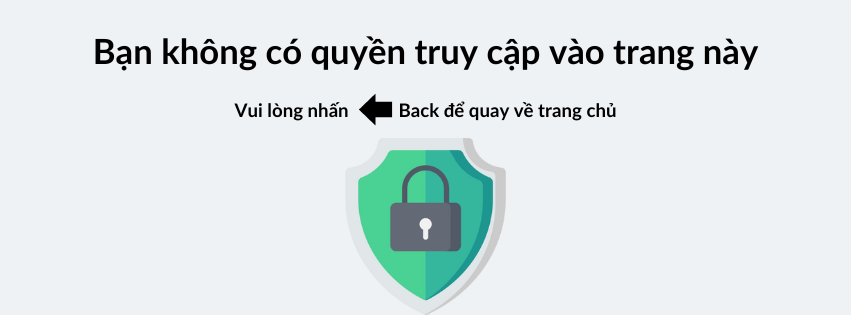 Bạn không có quyền truy cập vào trang này
Vui lòng nhấn Back để quay về trang chủ